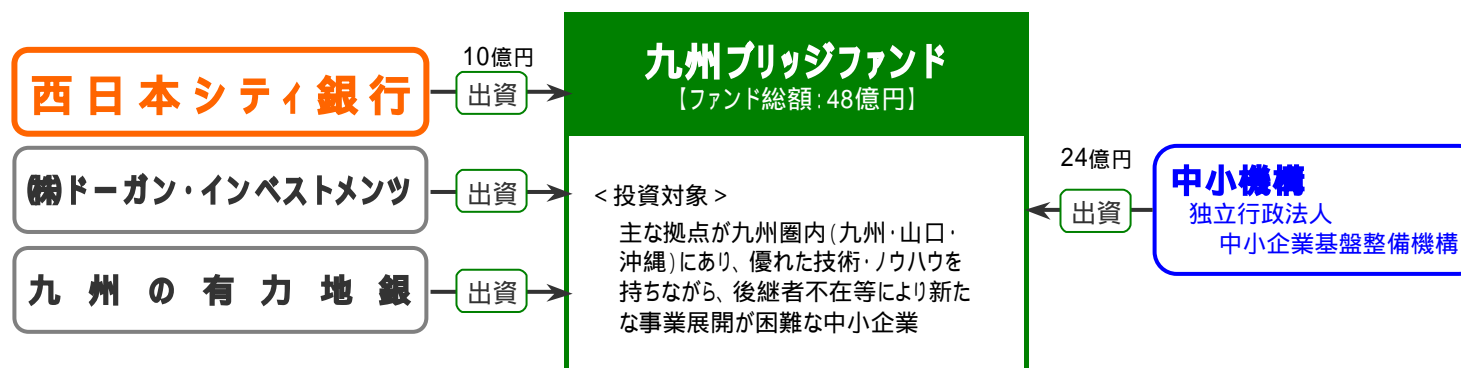 10億円
西日本シティ銀行
出資
九州ブリッジファンド
【ファンド総額：48億円】
㈱ドーガン・インベストメンツ
出資
九州の有力地銀
出資
＜投資対象＞
主な拠点が九州圏内（九州・山口・
沖縄）にあり、優れた技術・ノウハウを
持ちながら、後継者不在等により新た
な事業展開が困難な中小企業
24億円
出資
中小機構
独立行政法人
中小企業基盤整備機構